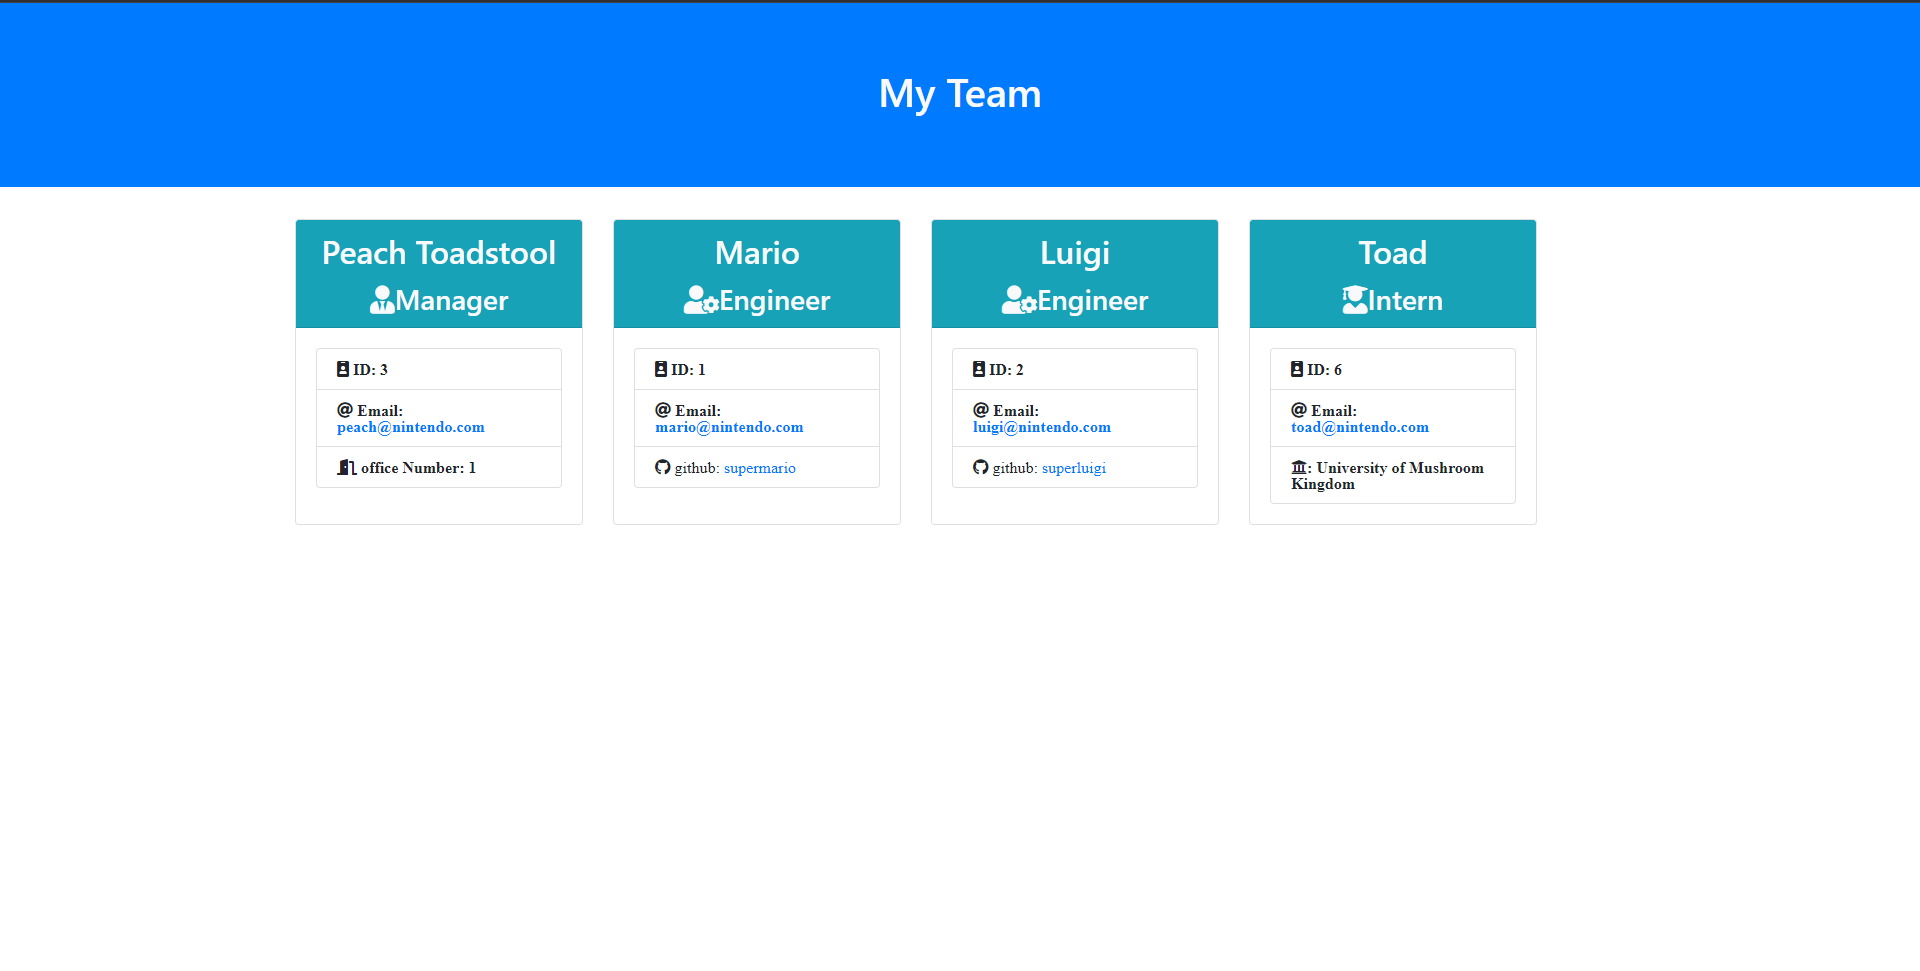 My Team
Peach Toadstool
Manager
ID: 3
@ Email:
peach@nintendo.com
office Number: 1
Mario
Engineer
ID: 1
@ Email:
mario@nintendo.com
github: supermario
Luigi
Engineer
ID: 2
@ Email:
luigi@nintendo.com
github: superluigi
Toad
Intern
ID: 6
@ Email:
toad@nintendo.com
: University of Mushroom
Kingdom